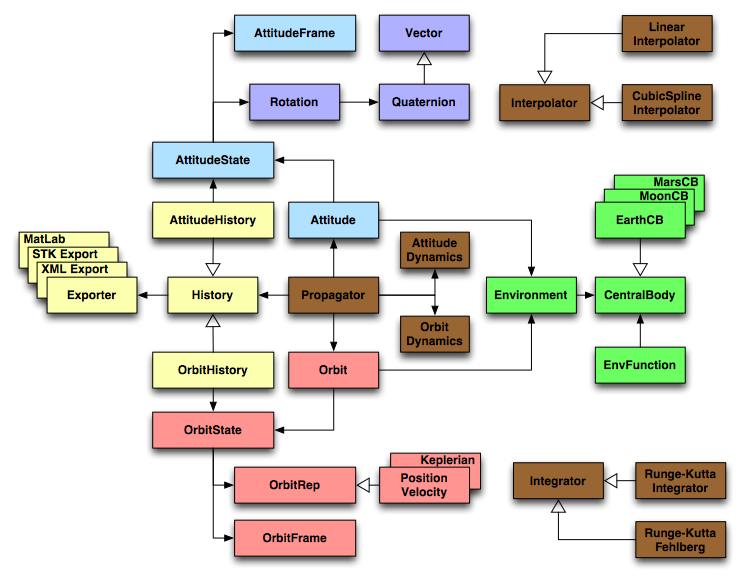 AttitudeFrame
Vector
Linear
Interpolator
Rotation
Quaternion
Interpolator
CubicSpline
Interpolator
AttitudeState
MarsCB
MoonCB
EarthCB
AttitudeHistory
Attitude
MatLab
STK Export
XML Export
Exporter
Attitude
Dynamics
History
Propagator
Environment
CentralBody
Orbit
Dynamics
OrbitHistory
Orbit
EnvFunction
OrbitState
Keplerian
Position
Velocity
OrbitRep
Integrator
Runge-Kutta
Integrator
OrbitFrame
Runge-Kutta
Fehlberg